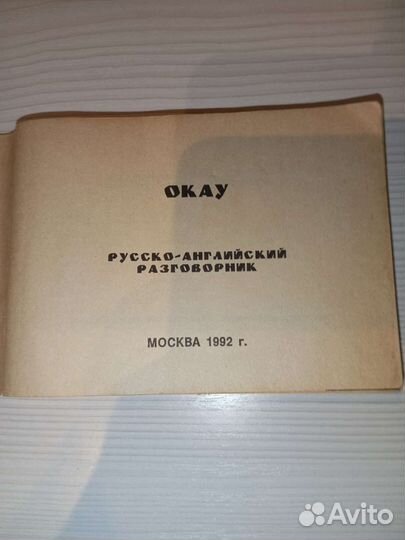 ОКАУ
РУССКО-АНГЛИЙСКИЙ
РАЗГОВОРНИК
МОСКВА 1992 г.
Avito